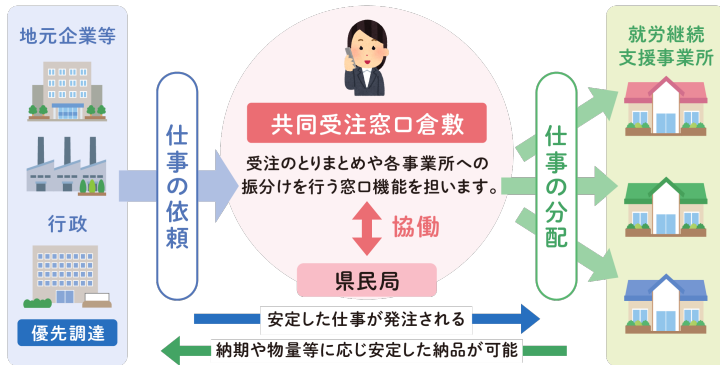 地元企業等
行政
優先調達
仕事の依頼
共同受注窓口倉敷
受注のとりまとめや各事業所への
振分けを行う窓口機能を担います。
協働
県民局
仕事の分配
就労継続
支援事業所
安定した仕事が発注される
納期や物量等に応じ安定した納品が可能